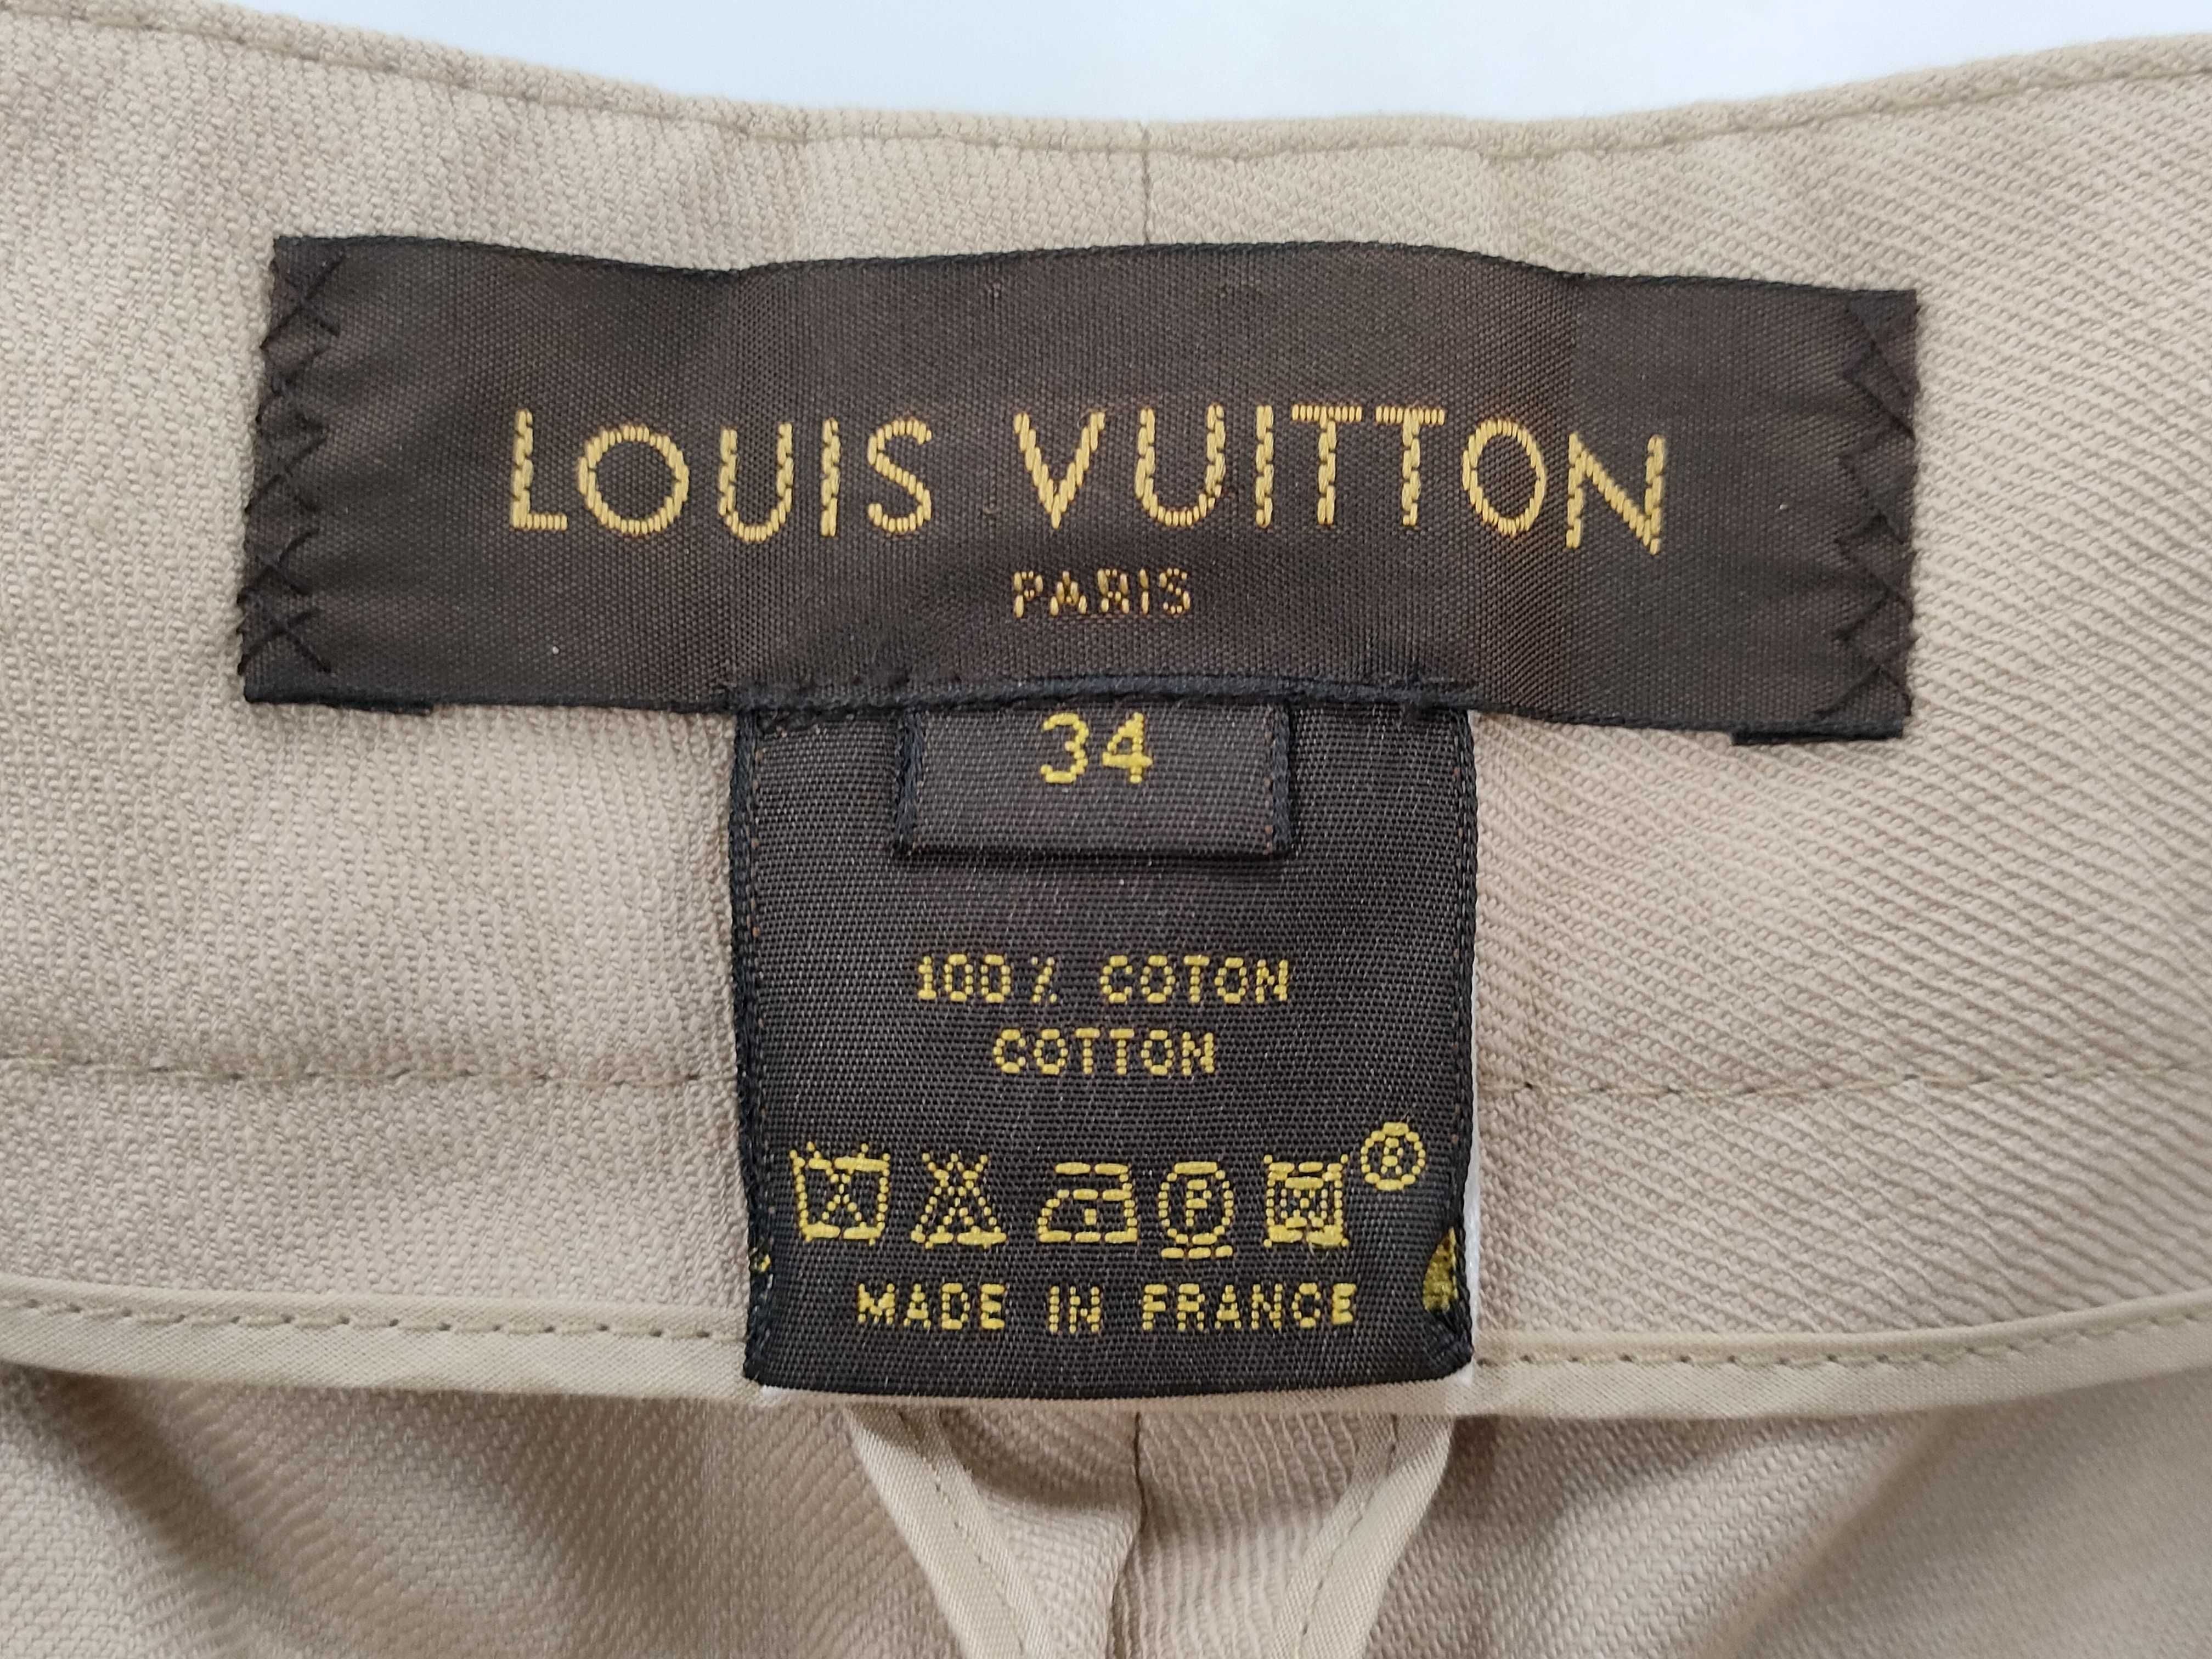 LOUIS VUITTON
PARIS
34
100% COTON
COTTON
P ®
MADE IN FRANCE